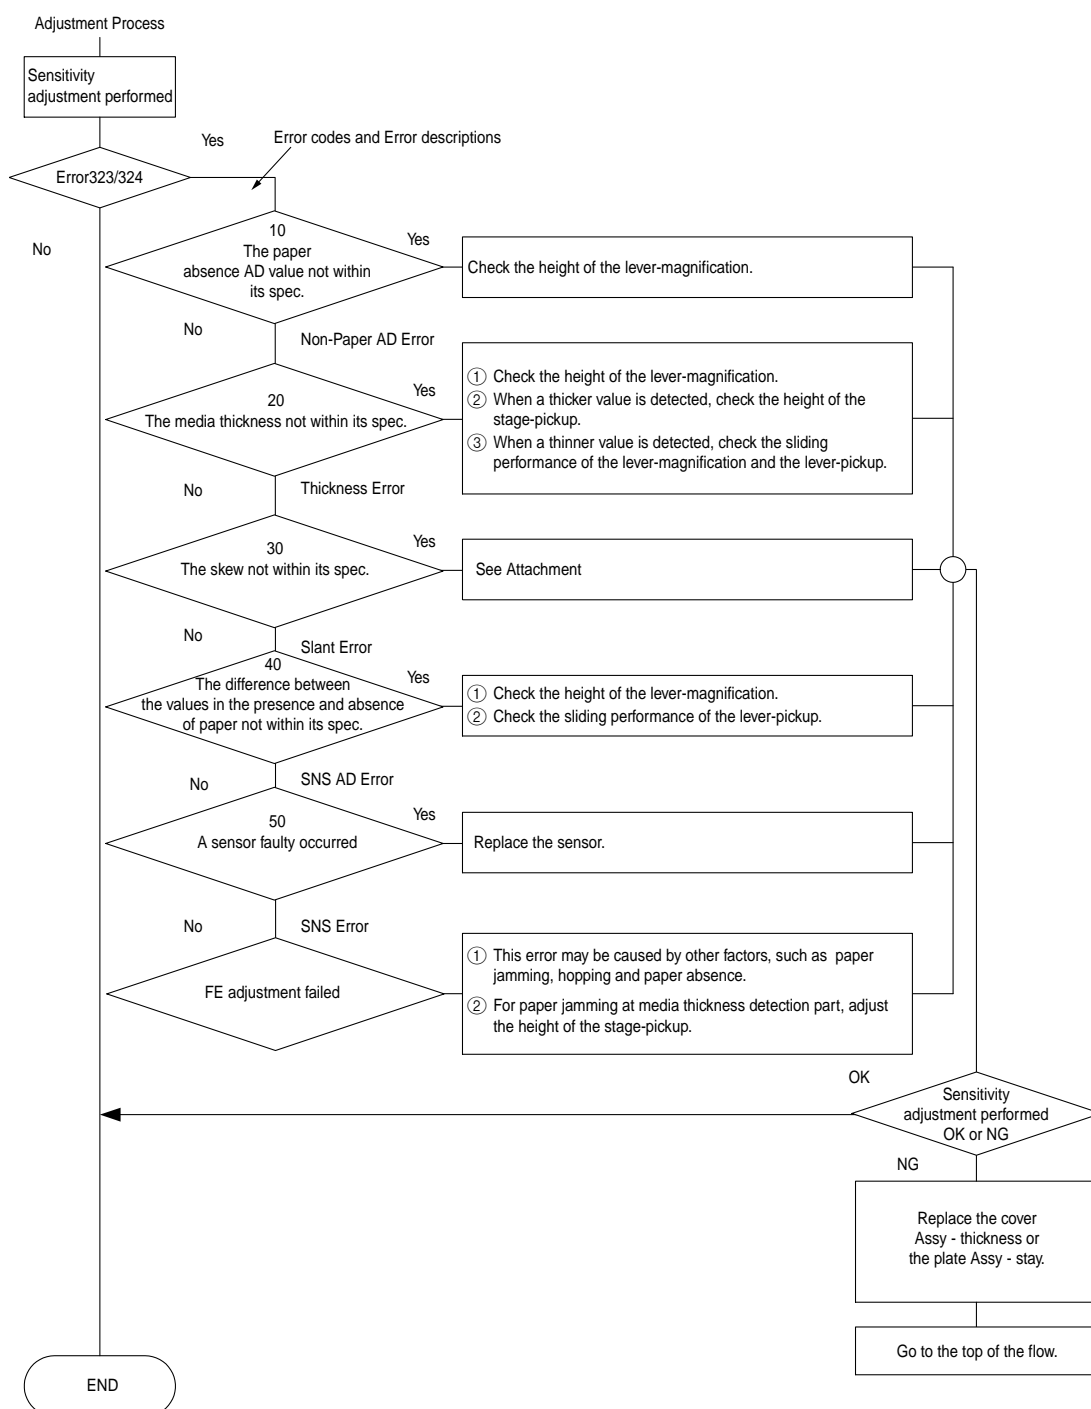 Adjustment Process
Sensitivity
adjustment performed
Yes
Error codes and Error descriptions
Error323/324
No
10
The paper
absence AD value not within
its spec.
Yes
Check the height of the lever-magnification.
No
Non-Paper AD Error
20
The media thickness not within its spec.
Yes
① Check the height of the lever-magnification.
② When a thicker value is detected, check the height of the
stage-pickup.
③ When a thinner value is detected, check the sliding
performance of the lever-magnification and the lever-pickup.
No
Thickness Error
30
The skew not within its spec.
Yes
See Attachment
No
Slant Error
40
The difference between
the values in the presence and absence
of paper not within its spec.
Yes
① Check the height of the lever-magnification.
② Check the sliding performance of the lever-pickup.
No
SNS AD Error
50
A sensor faulty occurred
Yes
Replace the sensor.
No
SNS Error
FE adjustment failed
① This error may be caused by other factors, such as paper
jamming, hopping and paper absence.
② For paper jamming at media thickness detection part, adjust
the height of the stage-pickup.
OK
Sensitivity
adjustment performed
OK or NG
NG
Replace the cover
Assy - thickness or
the plate Assy - stay.
Go to the top of the flow.
END